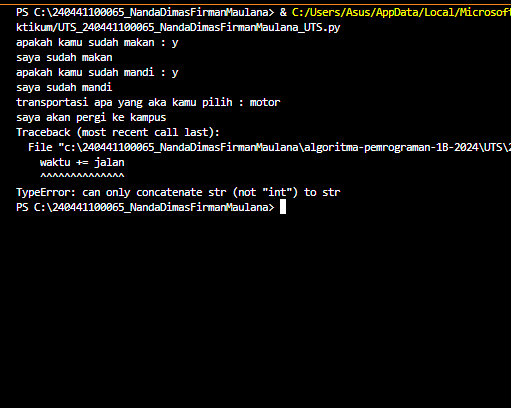 PS C:\240441100065_NandaDimasFirmanMaulana> & C:/Users/Asus/AppData/Local/Microsoft
ktikum/UTS_240441100065_NandaDimasFirmanMaulana_UTS.py
apakah kamu sudah makan : y
saya sudah makan
apakah kamu sudah mandi : y
saya sudah mandi
transportasi apa yang aka kamu pilih : motor
saya akan pergi ke kampus
Traceback (most recent call last):
  File "c:\240441100065_NandaDimasFirmanMaulana\algoritma-pemrograman-1B-2024\UTS\2
    waktu += jalan
    ^^^^^^^^^^^^^^
TypeError: can only concatenate str (not "int") to str
PS C:\240441100065_NandaDimasFirmanMaulana>